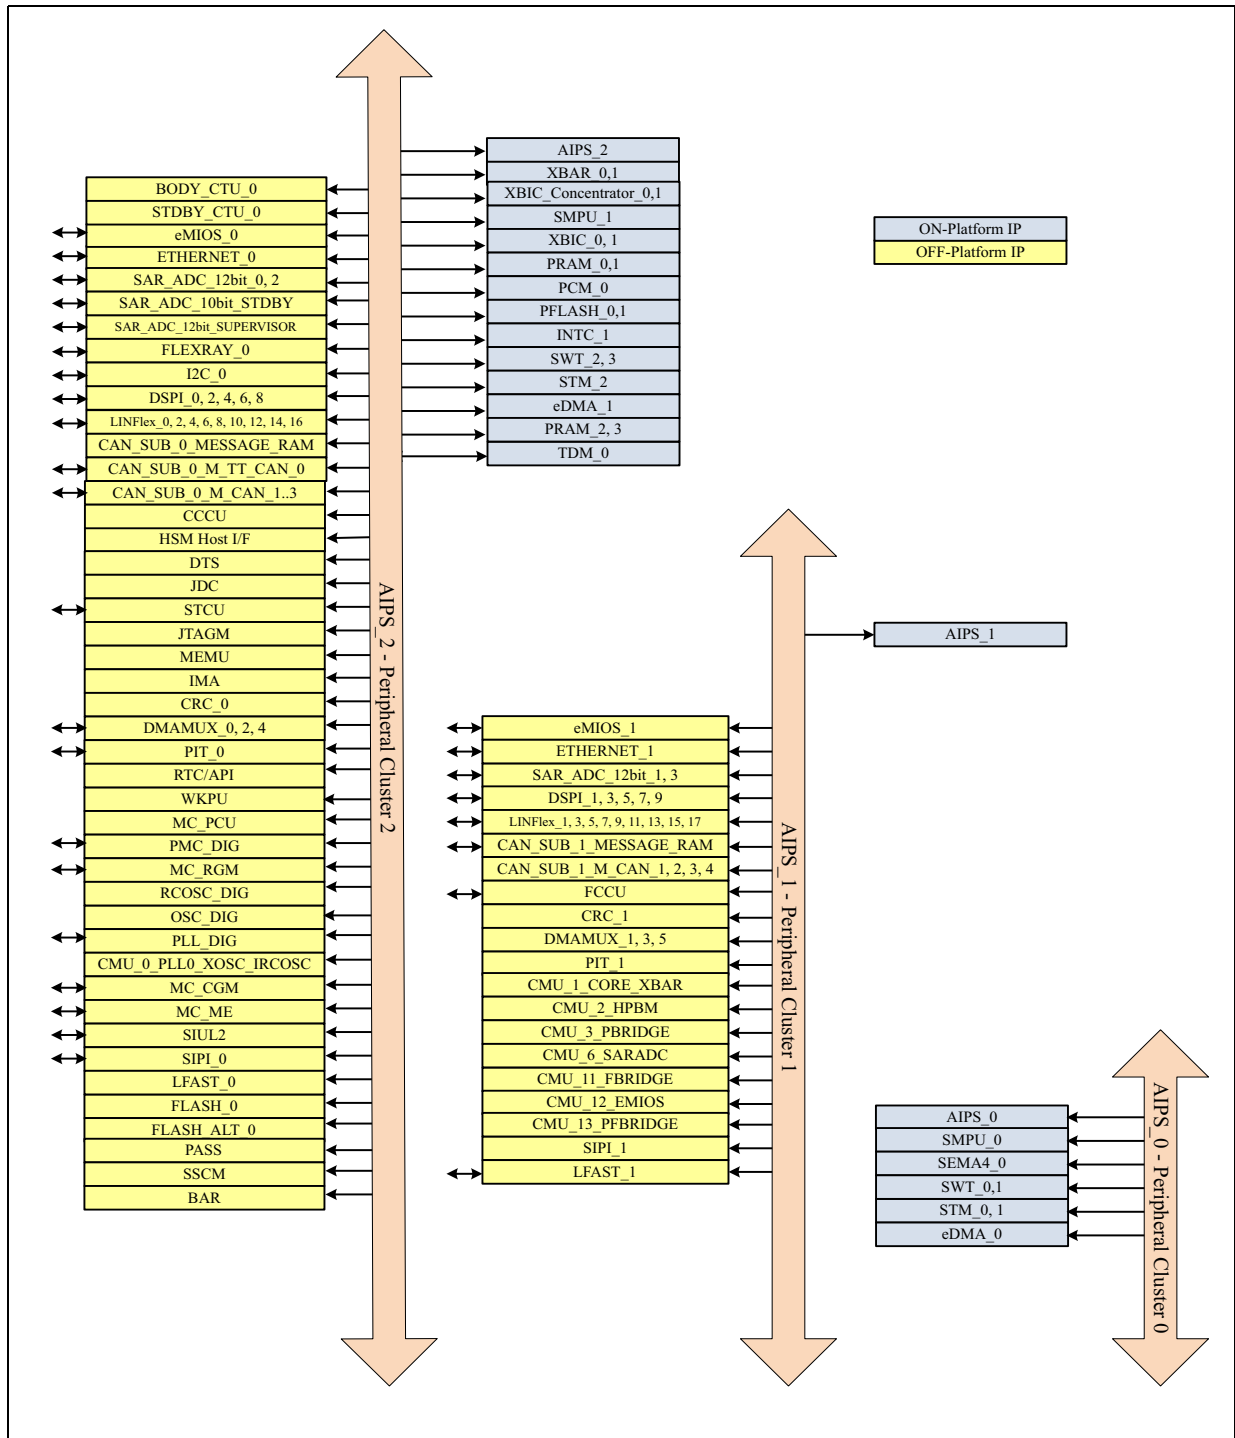 AIPS_2
XBAR_0,1
XBIC_Concentrator_0,1
SMPU_1
XBIC_0, 1
PRAM_0,1
PCM_0
PFLASH_0,1
INTC_1
SWT_2, 3
STM_2
eDMA_1
PRAM_2, 3
TDM_0
BODY_CTU_0
STDBY_CTU_0
eMIOS_0
ETHERNET_0
SAR_ADC_12bit_0, 2
SAR_ADC_10bit_STDBY
SAR_ADC_12bit_SUPERVISOR
FLEXRAY_0
I2C_0
DSPI_0, 2, 4, 6, 8
LINFlex_0, 2, 4, 6, 8, 10, 12, 14, 16
CAN_SUB_0_MESSAGE_RAM
CAN_SUB_0_M_TT_CAN_0
CAN_SUB_0_M_CAN_1..3
CCCU
HSM Host I/F
DTS
JDC
STCU
JTAGM
MEMU
IMA
CRC_0
DMAMUX_0, 2, 4
PIT_0
RTC/API
WKPU
MC_PCU
PMC_DIG
MC_RGM
RCOSC_DIG
OSC_DIG
PLL_DIG
CMU_0_PLL0_XOSC_IRCOSC
MC_CGM
MC_ME
SIUL2
SIPI_0
LFAST_0
FLASH_0
FLASH_ALT_0
PASS
SSCM
BAR
AIPS_2 - Peripheral Cluster 2
ON-Platform IP
OFF-Platform IP
AIPS_1
eMIOS_1
ETHERNET_1
SAR_ADC_12bit_1, 3
DSPI_1, 3, 5, 7, 9
LINFlex_1, 3, 5, 7, 9, 11, 13, 15, 17
CAN_SUB_1_MESSAGE_RAM
CAN_SUB_1_M_CAN_1, 2, 3, 4
FCCU
CRC_1
DMAMUX_1, 3, 5
PIT_1
CMU_1_CORE_XBAR
CMU_2_HPBM
CMU_3_PBRIDGE
CMU_6_SARADC
CMU_11_FBRIDGE
CMU_12_EMIOS
CMU_13_PFBRIDGE
SIPI_1
LFAST_1
AIPS_1 - Peripheral Cluster 1
AIPS_0
SMPU_0
SEMA4_0
SWT_0,1
STM_0, 1
eDMA_0
AIPS_0 - Peripheral Cluster 0